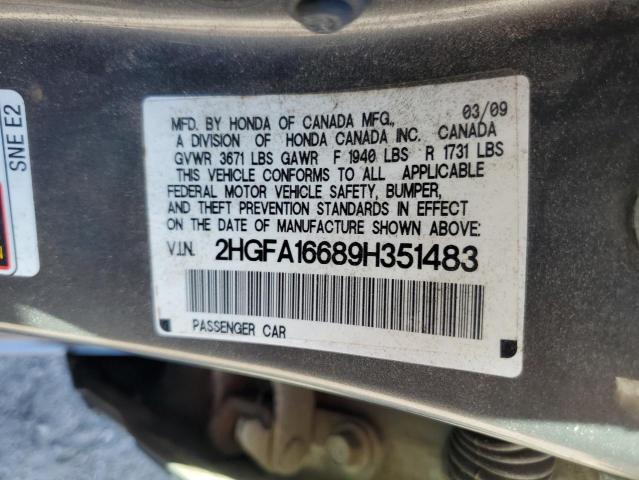 03/09
MFD. BY HONDA OF CANADA MFG.,
A DIVISION OF HONDA CANADA INC. CANADA
GVWR 3671 LBS GAWR F 1940 LBS R 1731 LBS
THIS VEHICLE CONFORMS TO ALL APPLICABLE
FEDERAL MOTOR VEHICLE SAFETY, BUMPER,
AND THEFT PREVENTION STANDARDS IN EFFECT
ON THE DATE OF MANUFACTURE SHOWN ABOVE:
V.I.N. 2HGFA16689H351483
PASSENGER CAR
SNE E2